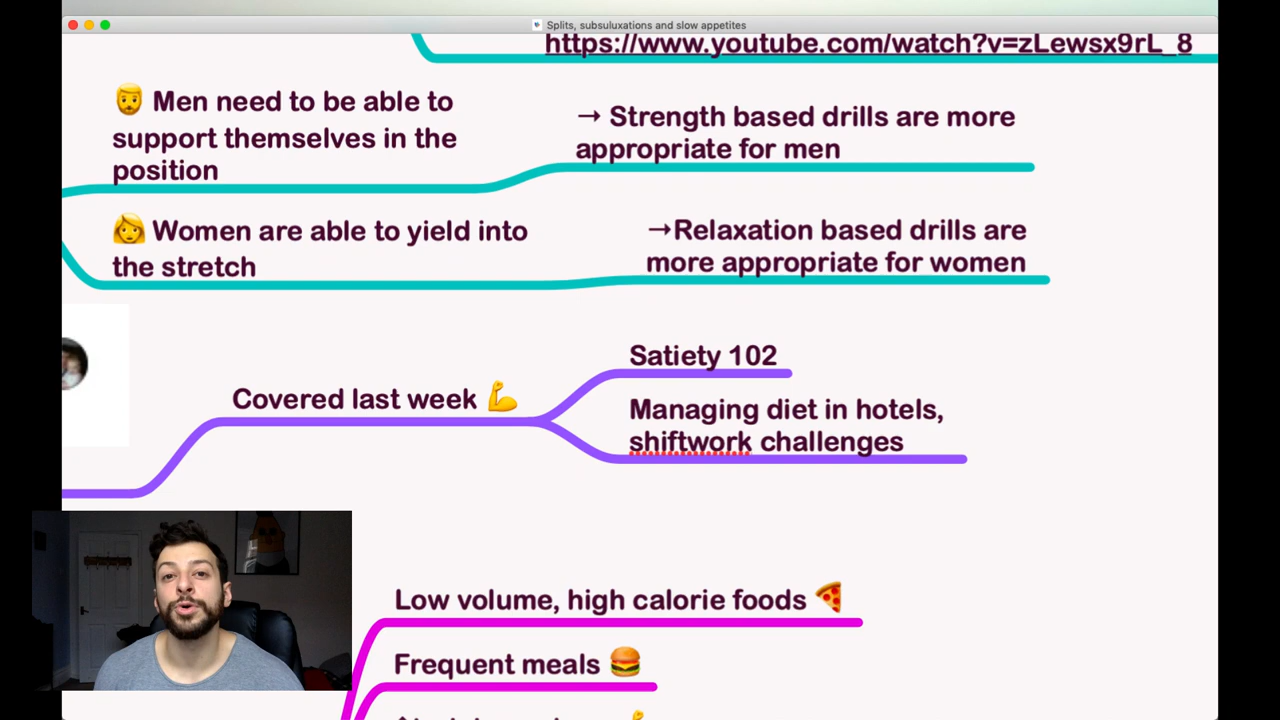 Splits, subsuluxations and slow appetites
https://www.youtube.com/watch?v=zLewsx9rL_8
Men need to be able to
support themselves in the
position
→ Strength based drills are more
appropriate for men
Women are able to yield into
the stretch
→Relaxation based drills are
more appropriate for women
Covered last week
Satiety 102
Managing diet in hotels,
shiftwork challenges
Low volume, high calorie foods
Frequent meals